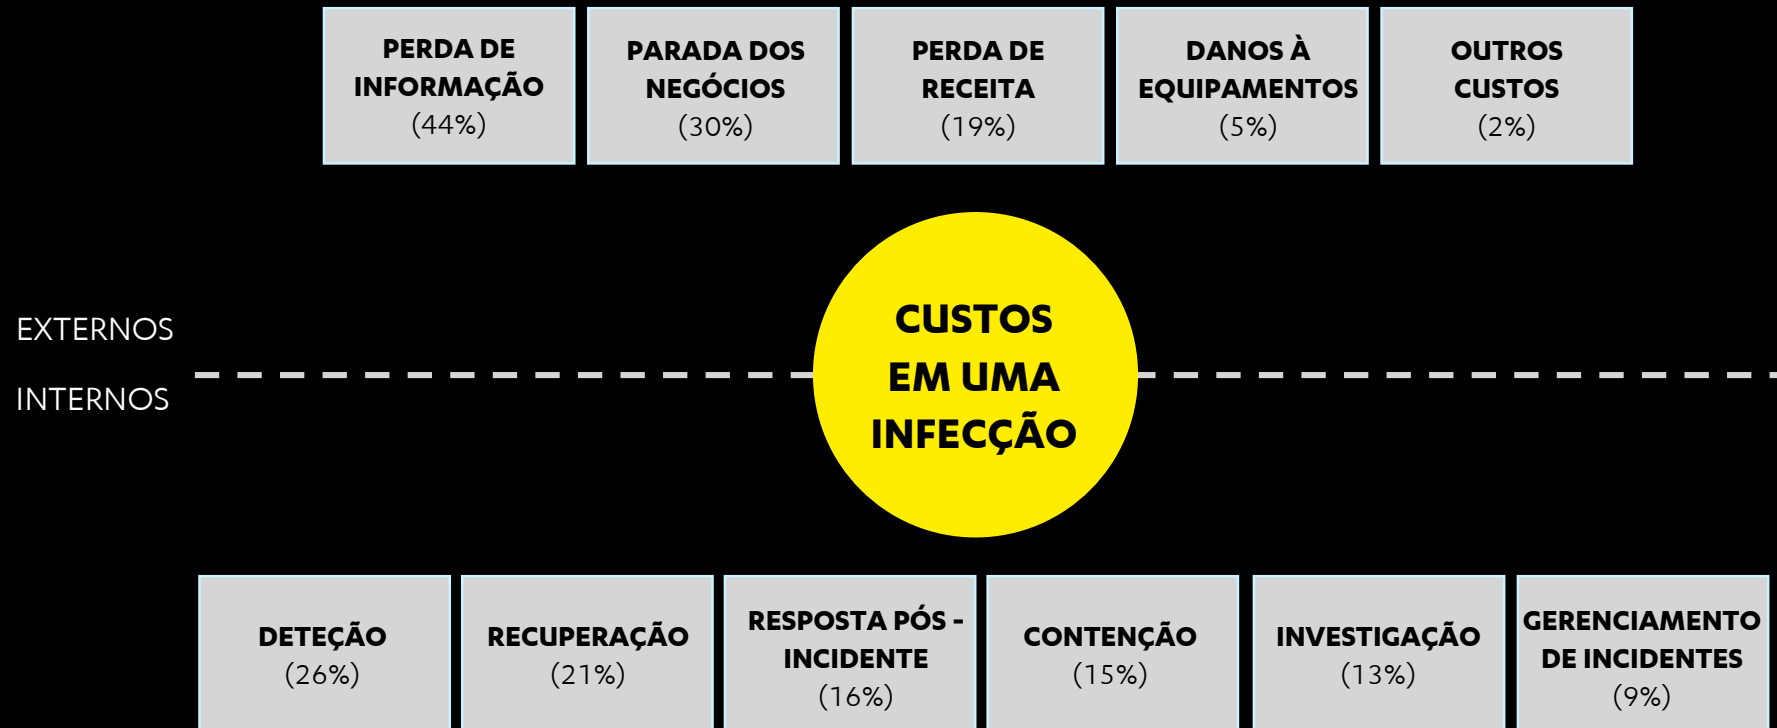 PERDA DE
INFORMAÇÃO
(44%)
PARADA DOS
NEGÓCIOS
(30%)
PERDA DE
RECEITA
(19%)
DANOS À
EQUIPAMENTOS
(5%)
OUTROS
CUSTOS
(2%)
EXTERNOS
INTERNOS
CUSTOS
EM UMA
INFECÇÃO
DETEÇÃO
(26%)
RECUPERAÇÃO
(21%)
RESPOSTA PÓS -
INCIDENTE
(16%)
CONTENÇÃO
(15%)
INVESTIGAÇÃO
(13%)
GERENCIAMENTO
DE INCIDENTES
(9%)